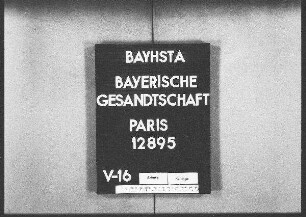 BAYHSTA
BAYERISCHE
GESANDTSCHAFT
PARIS
12895
V-16